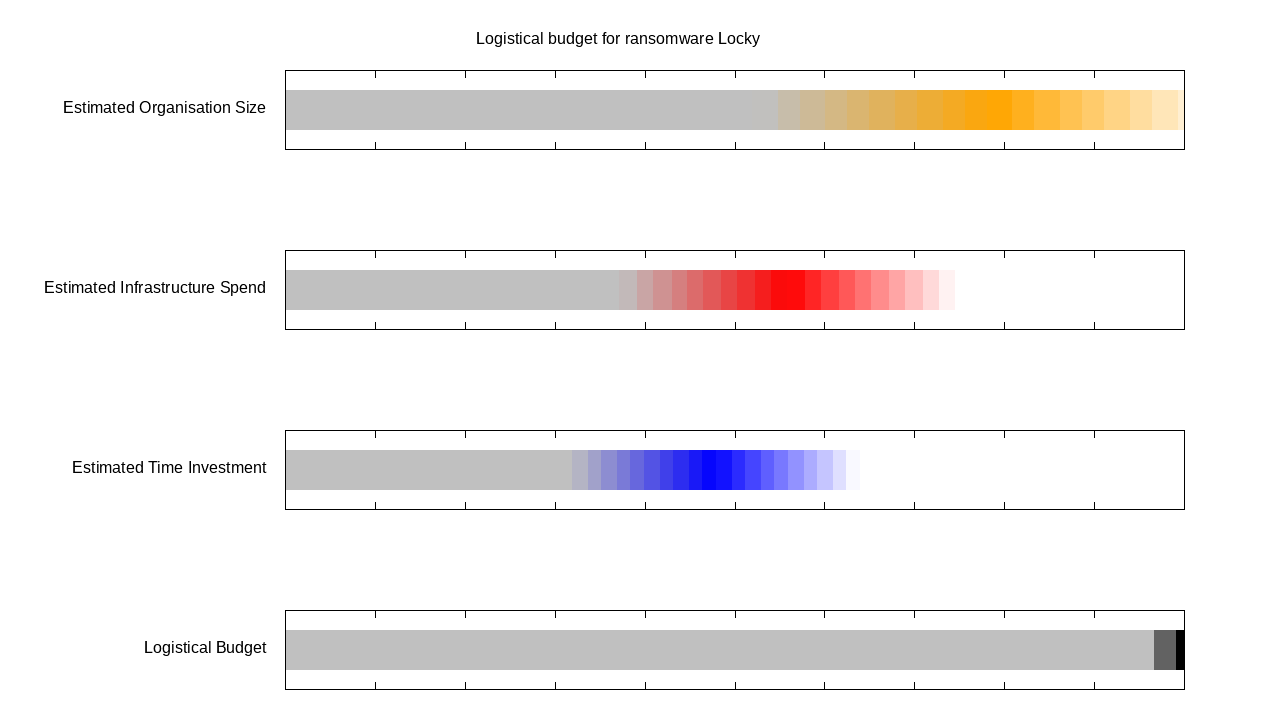 Logistical budget for ransomware Locky
Estimated Organisation Size
Estimated Infrastructure Spend
Estimated Time Investment
Logistical Budget